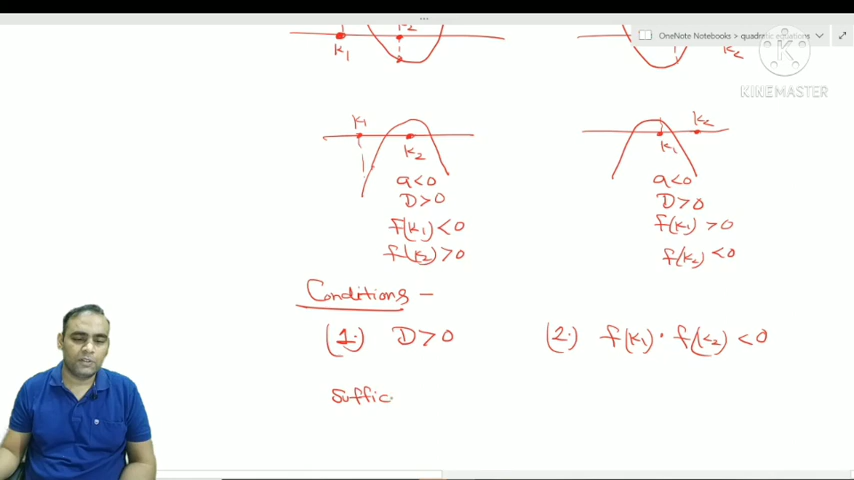 K₂
K₁
OneNote Notebooks > quadratic equations
K₂
K
KINEMASTER
K₁
K₂
K₂
K₁
a<0
D>0
f(K₁)<0
f(K₂)>0
a<0
D>0
f(K₁) >0
f(K₂) <0
Conditions –
(1.) D>0
(2.) f(K₁) · f(K₂) <0
Suffic